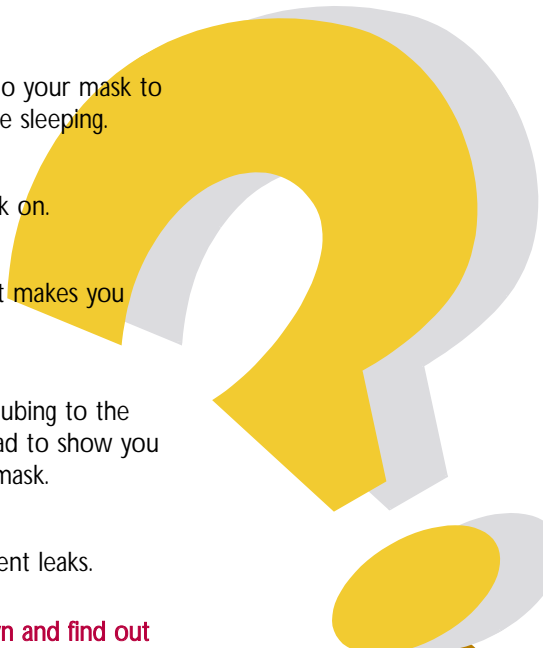 o your mask to
e sleeping.
k on.
t makes you
ubing to the
ad to show you
mask.
ent leaks.
n and find out